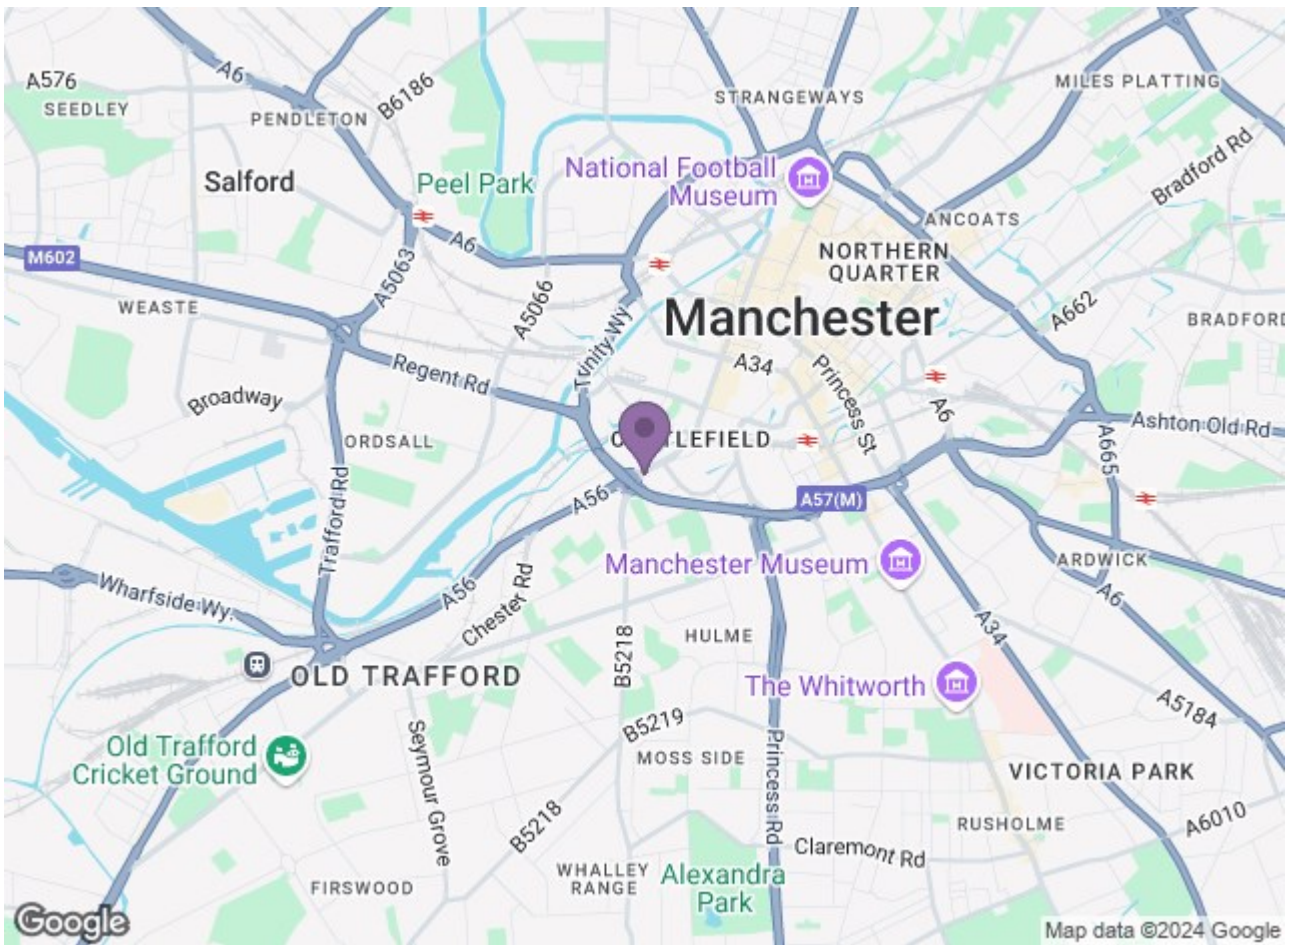 A6
A576
SEEDLEY
PENDLETON
B6186
STRANGEWAYS
MILES PLATTING
Bradford Rd
Salford
Peel Park
National Football
Museum
ANCOATS
A6
NORTHERN
QUARTER
M602
A5063
WEASTE
A5066
Trinity Wy
Manchester
A662
BRADFORD
Regent Rd
A34
Princess St
A6
Broadway
ORDSALL
Ashton Old Rd
A665
Trafford Rd
A56
A57(M)
Manchester Museum
ARDWICK
A6
Wharfside Wy.
A56
Chester Rd
B5218
HULME
A34
OLD TRAFFORD
The Whitworth
A5184
Old Trafford
Cricket Ground
Seymour Grove
B5219
MOSS SIDE
Princess Rd
VICTORIA PARK
B5218
RUSHOLME
A6010
Claremont Rd
FIRSWOOD
WHALLEY
RANGE
Alexandra
Park
Google
Map data ©2024 Google